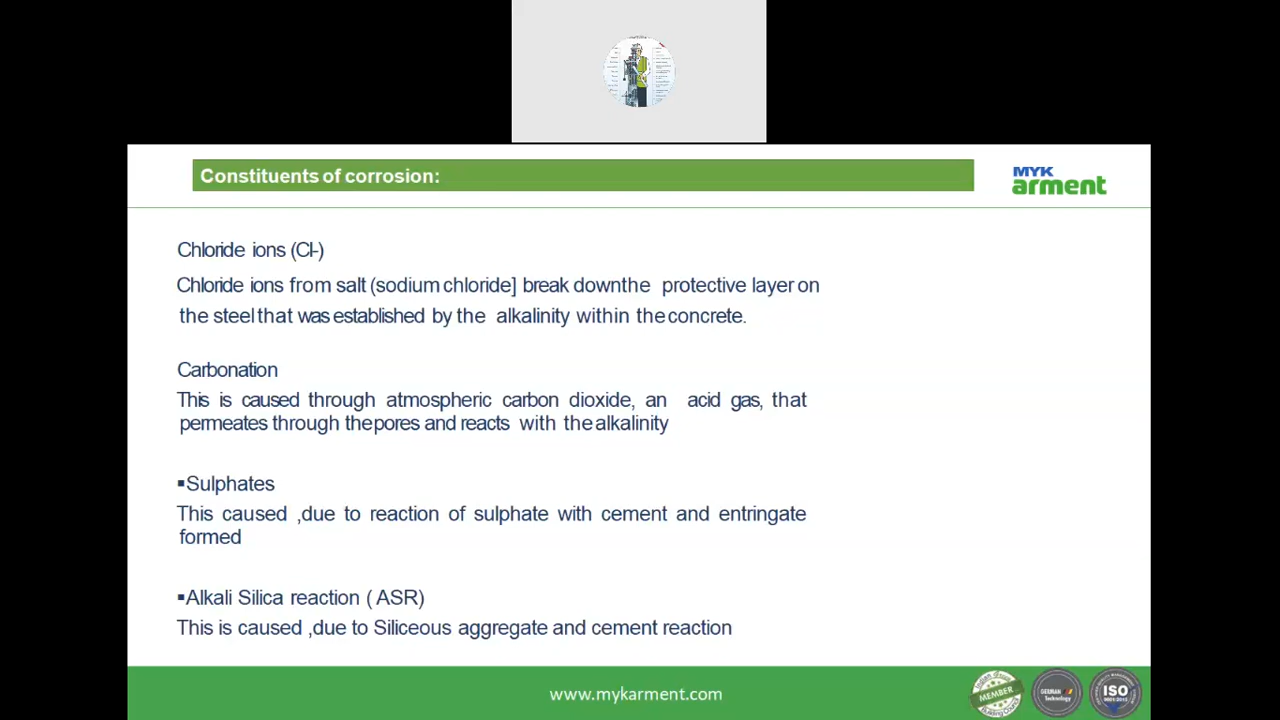 Constituents of corrosion:
MYK
arment
Chloride ions (Cl-)
Chloride ions from salt (sodium chloride] break downthe protective layer on
the steel that was established by the alkalinity within the concrete.
Carbonation
This is caused through atmospheric carbon dioxide, an acid gas, that
permeates through thepores and reacts with thealkalinity
▪Sulphates
This caused ,due to reaction of sulphate with cement and entringate
formed
▪Alkali Silica reaction ( ASR)
This is caused ,due to Siliceous aggregate and cement reaction
www.mykarment.com
MEMBER
GERMAN
Technology
ISO